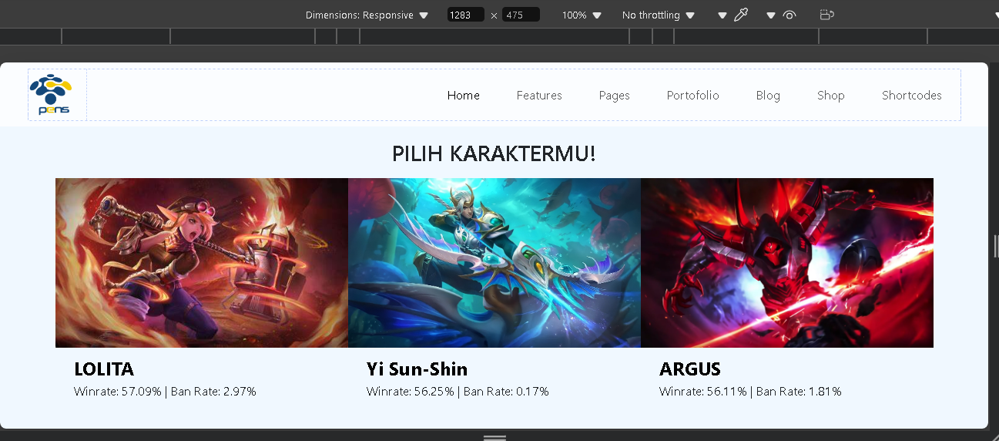 Dimensions: Responsive 1283 × 475 100% No throttling
pens
Home Features Pages Portofolio Blog Shop Shortcodes
PILIH KARAKTERMU!
LOLITA Yi Sun-Shin ARGUS
Winrate: 57.09% | Ban Rate: 2.97% Winrate: 56.25% | Ban Rate: 0.17% Winrate: 56.11% | Ban Rate: 1.81%